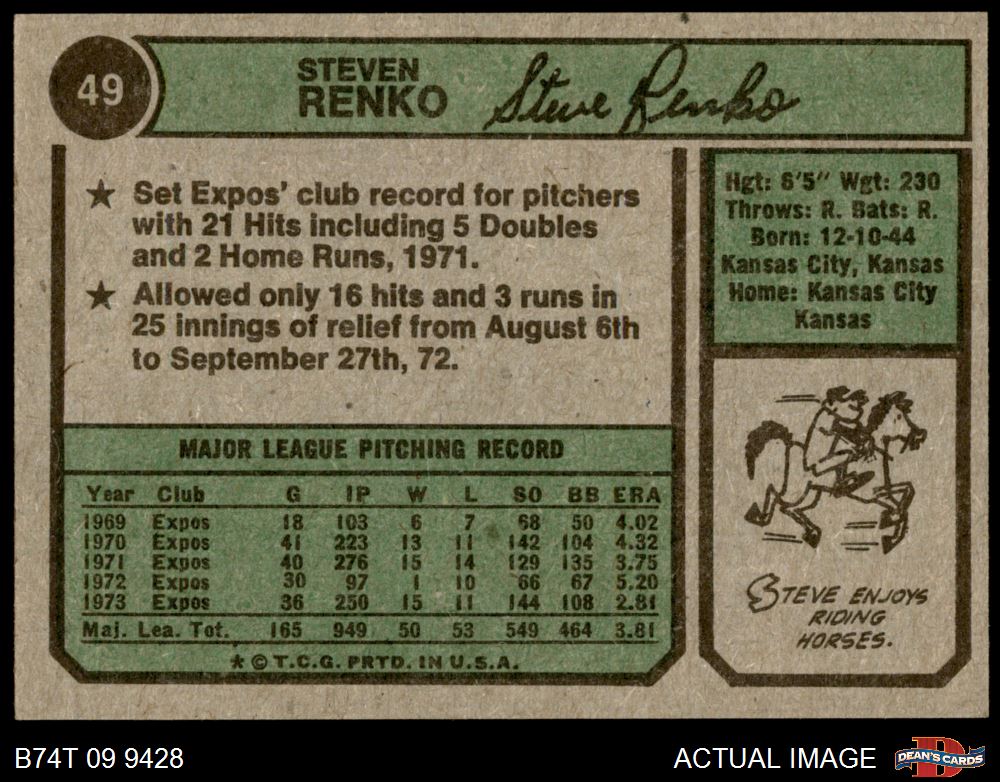 49
STEVEN
RENKO
Steve Renko
★ Set Expos' club record for pitchers
with 21 Hits including 5 Doubles
and 2 Home Runs, 1971.
★ Allowed only 16 hits and 3 runs in
25 innings of relief from August 6th
to September 27th, 72.
Hgt: 6'5" Wgt: 230
Throws: R. Bats: R.
Born: 12-10-44
Kansas City, Kansas
Home: Kansas City
Kansas
MAJOR LEAGUE PITCHING RECORD
Year Club G IP W L SO BB ERA
1969 Expos 18 103 6 7 68 50 4.02
1970 Expos 41 223 13 11 142 104 4.32
1971 Expos 40 276 15 14 129 135 3.75
1972 Expos 30 97 1 10 66 67 5.20
1973 Expos 36 250 15 11 144 108 2.81
Maj. Lea. Tot. 165 949 50 53 549 464 3.81
★ © T.C.G. PRTD. IN U.S.A.
STEVE ENJOYS
RIDING
HORSES.
B74T 09 9428
ACTUAL IMAGE
D
DEAN'S CARDS